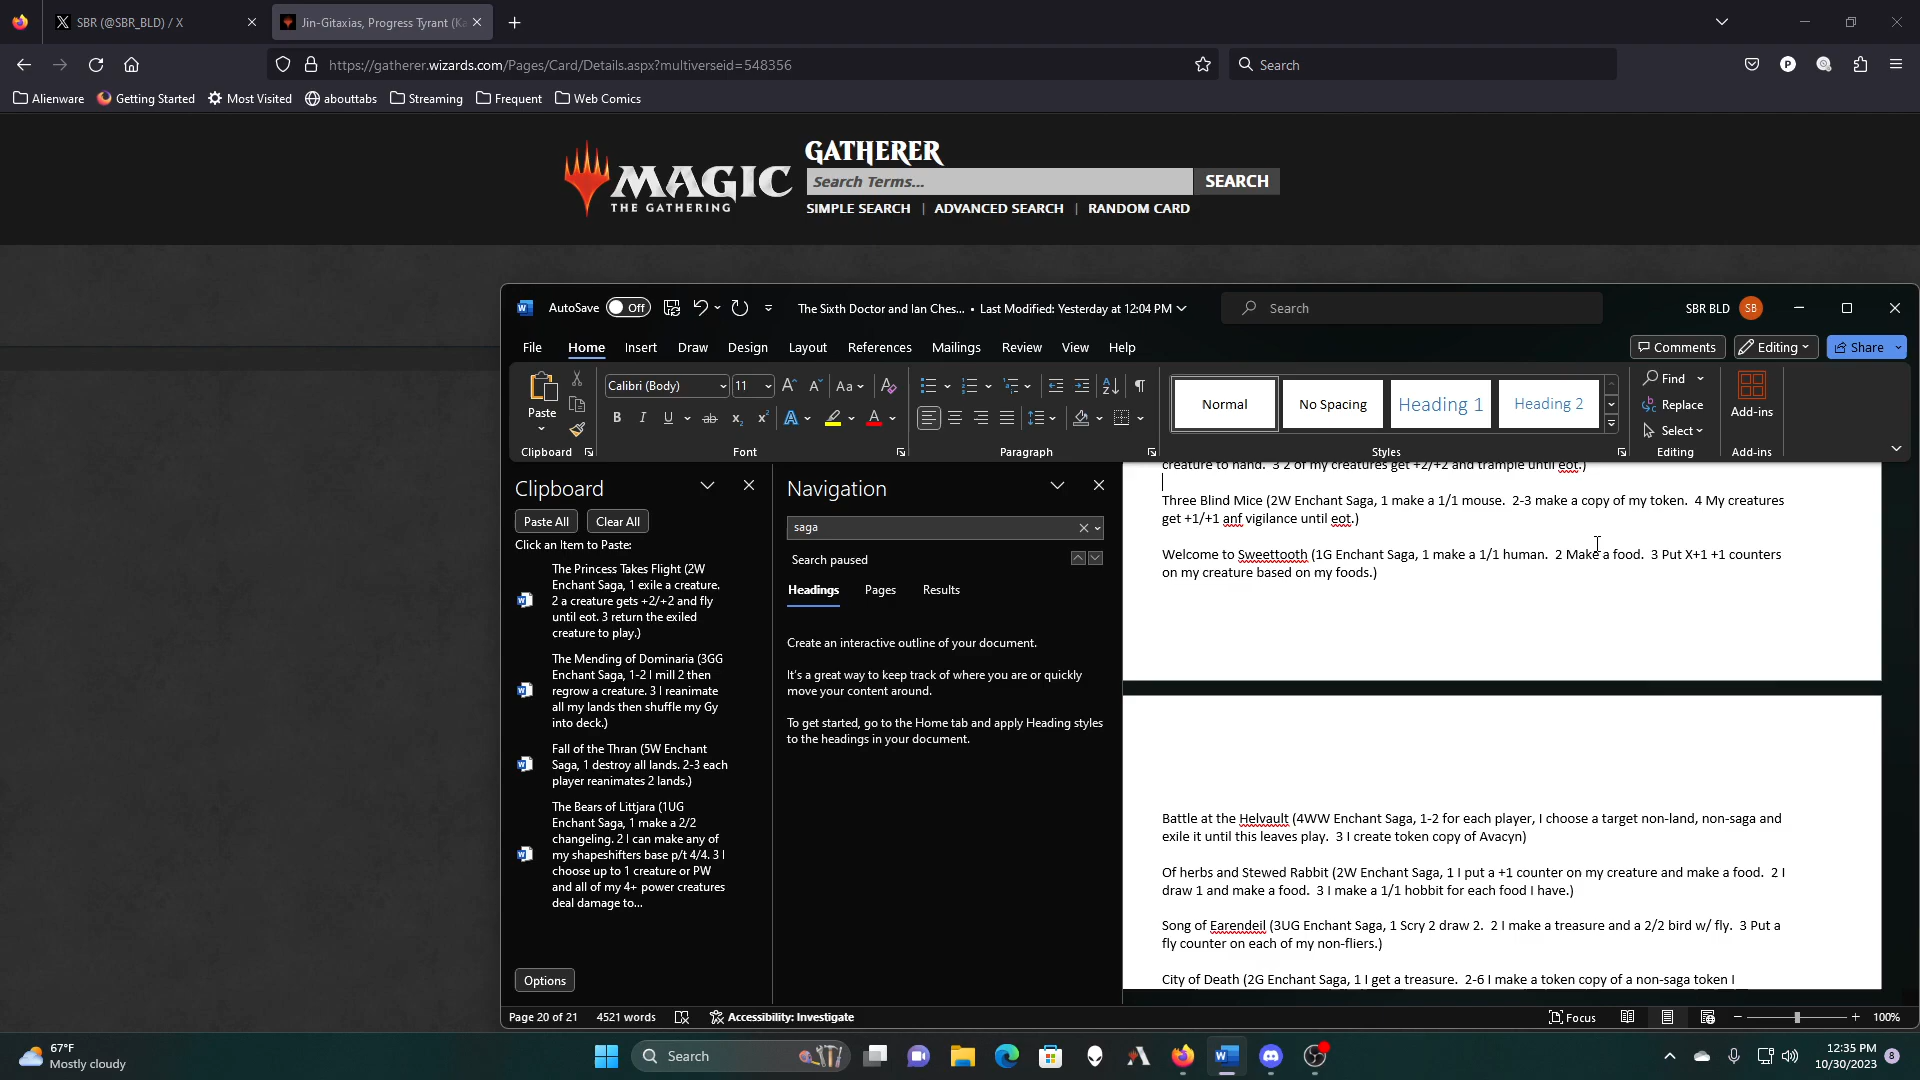 SBR (@SBR_BLD) / X
Jin-Gitaxias, Progress Tyrant (Ka
https://gatherer.wizards.com/Pages/Card/Details.aspx?multiverseid=548356
Search
Alienware
Getting Started
Most Visited
abouttabs
Streaming
Frequent
Web Comics
MAGIC
THE GATHERING
GATHERER
Search Terms...
SEARCH
SIMPLE SEARCH | ADVANCED SEARCH | RANDOM CARD
AutoSave
Off
The Sixth Doctor and Ian Ches... • Last Modified: Yesterday at 12:04 PM
Search
SBR BLD
SB
File
Home
Insert
Draw
Design
Layout
References
Mailings
Review
View
Help
Comments
Editing
Share
Paste
Calibri (Body)
11
Normal
No Spacing
Heading 1
Heading 2
Find
Replace
Select
Add-ins
Clipboard
Font
Paragraph
Styles
Editing
Add-ins
Clipboard
Paste All
Clear All
Click an Item to Paste:
The Princess Takes Flight (2W
Enchant Saga, 1 exile a creature.
2 a creature gets +2/+2 and fly
until eot. 3 return the exiled
creature to play.)
The Mending of Dominaria (3GG
Enchant Saga, 1-2 I mill 2 then
regrow a creature. 3 I reanimate
all my lands then shuffle my Gy
into deck.)
Fall of the Thran (5W Enchant
Saga, 1 destroy all lands. 2-3 each
player reanimates 2 lands.)
The Bears of Littjara (1UG
Enchant Saga, 1 make a 2/2
changeling. 2 I can make any of
my shapeshifters base p/t 4/4. 3 I
choose up to 1 creature or PW
and all of my 4+ power creatures
deal damage to...
Options
Navigation
saga
Search paused
Headings
Pages
Results
Create an interactive outline of your document.
It's a great way to keep track of where you are or quickly
move your content around.
To get started, go to the Home tab and apply Heading styles
to the headings in your document.
creature to hand. 3 2 of my creatures get +2/+2 and trample until eot.)
Three Blind Mice (2W Enchant Saga, 1 make a 1/1 mouse. 2-3 make a copy of my token. 4 My creatures
get +1/+1 anf vigilance until eot.)
Welcome to Sweettooth (1G Enchant Saga, 1 make a 1/1 human. 2 Make a food. 3 Put X+1 +1 counters
on my creature based on my foods.)
Battle at the Helvault (4WW Enchant Saga, 1-2 for each player, I choose a target non-land, non-saga and
exile it until this leaves play. 3 I create token copy of Avacyn)
Of herbs and Stewed Rabbit (2W Enchant Saga, 1 I put a +1 counter on my creature and make a food. 2 I
draw 1 and make a food. 3 I make a 1/1 hobbit for each food I have.)
Song of Earendeil (3UG Enchant Saga, 1 Scry 2 draw 2. 2 I make a treasure and a 2/2 bird w/ fly. 3 Put a
fly counter on each of my non-fliers.)
City of Death (2G Enchant Saga, 1 I get a treasure. 2-6 I make a token copy of a non-saga token I
Page 20 of 21
4521 words
Accessibility: Investigate
Focus
100%
67°F
Mostly cloudy
Search
12:35 PM
10/30/2023
8